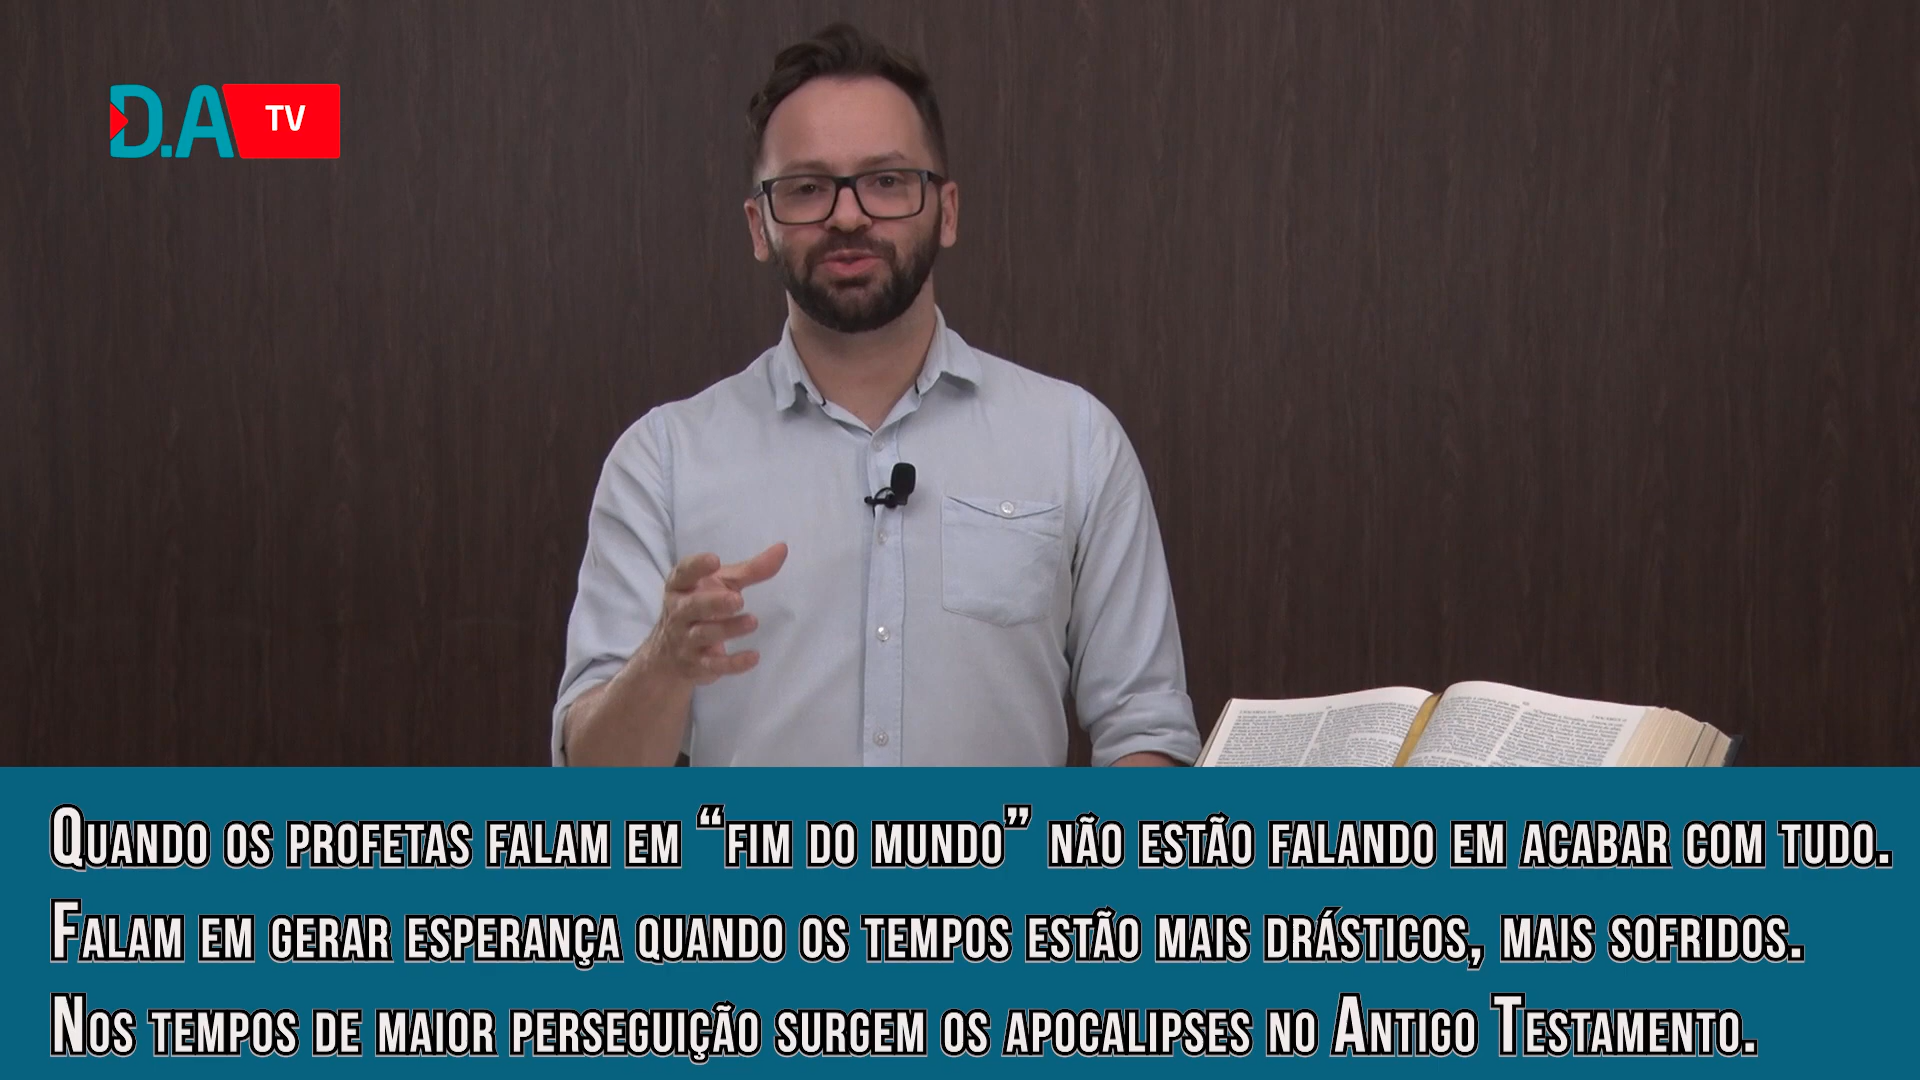 D.A TV
Quando os profetas falam em “fim do mundo” não estão falando em acabar com tudo.
Falam em gerar esperança quando os tempos estão mais drásticos, mais sofridos.
Nos tempos de maior perseguição surgem os apocalipses no Antigo Testamento.